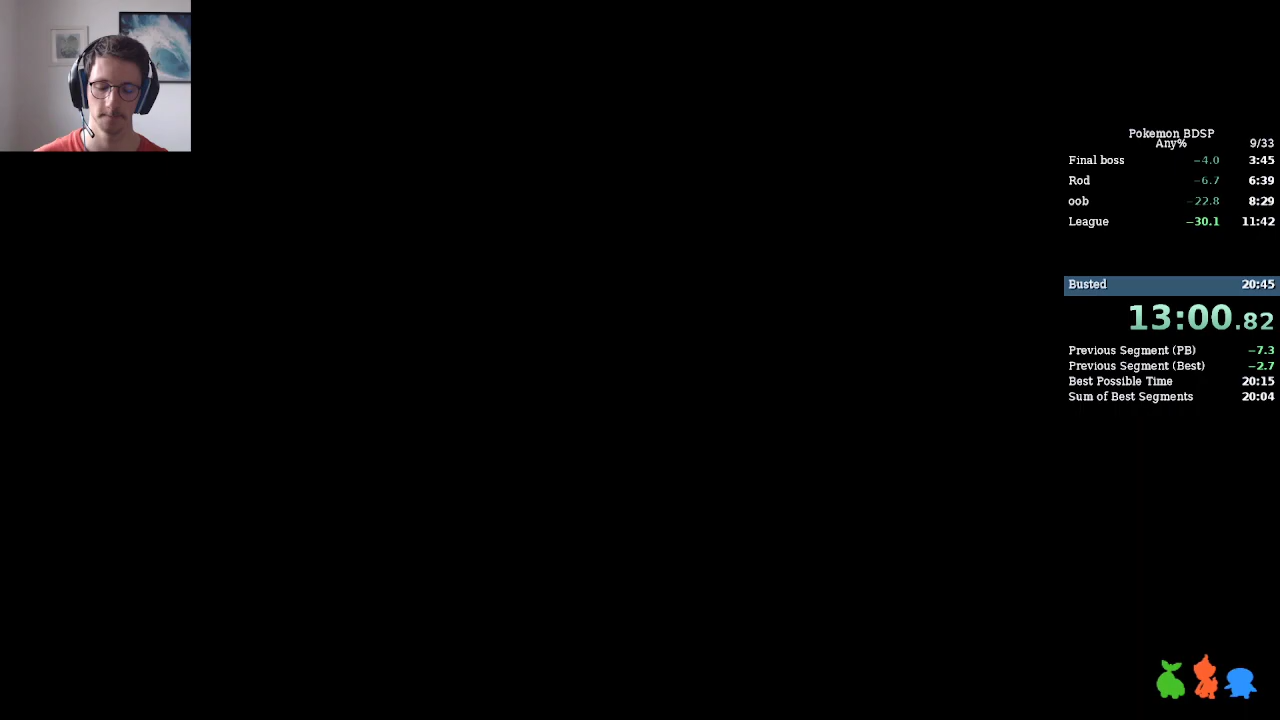 Pokemon BDSP
Any% 9/33
Final boss −4.0 3:45
Rod −6.7 6:39
oob −22.8 8:29
League −30.1 11:42
Busted 20:45
13:00.82
Previous Segment (PB) −7.3
Previous Segment (Best) −2.7
Best Possible Time 20:15
Sum of Best Segments 20:04